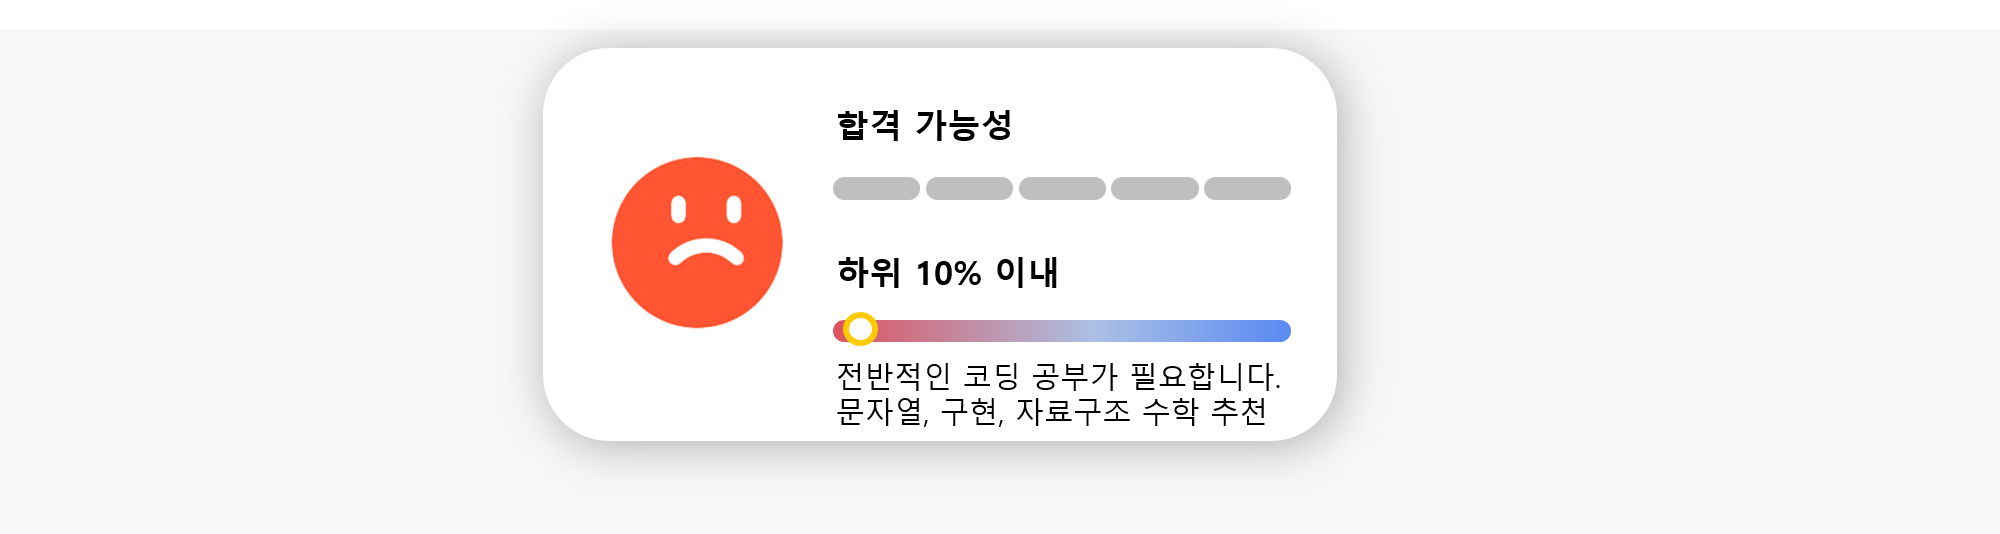 합격 가능성
하위 10% 이내
전반적인 코딩 공부가 필요합니다.
문자열, 구현, 자료구조 수학 추천